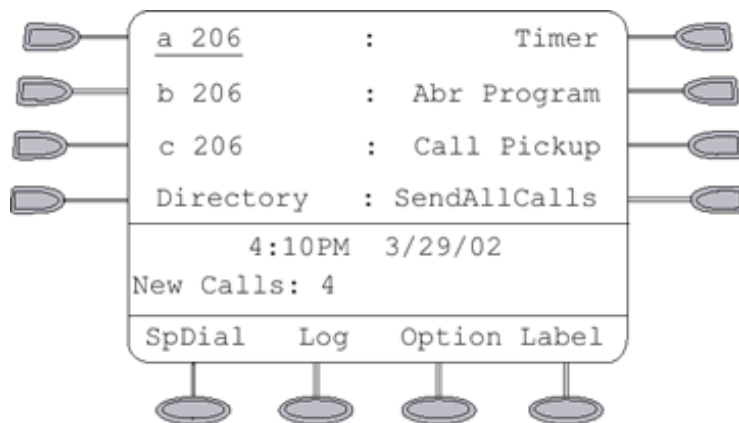 a 206 : Timer
b 206 : Abr Program
c 206 : Call Pickup
Directory : SendAllCalls
4:10PM 3/29/02
New Calls: 4
SpDial Log Option Label